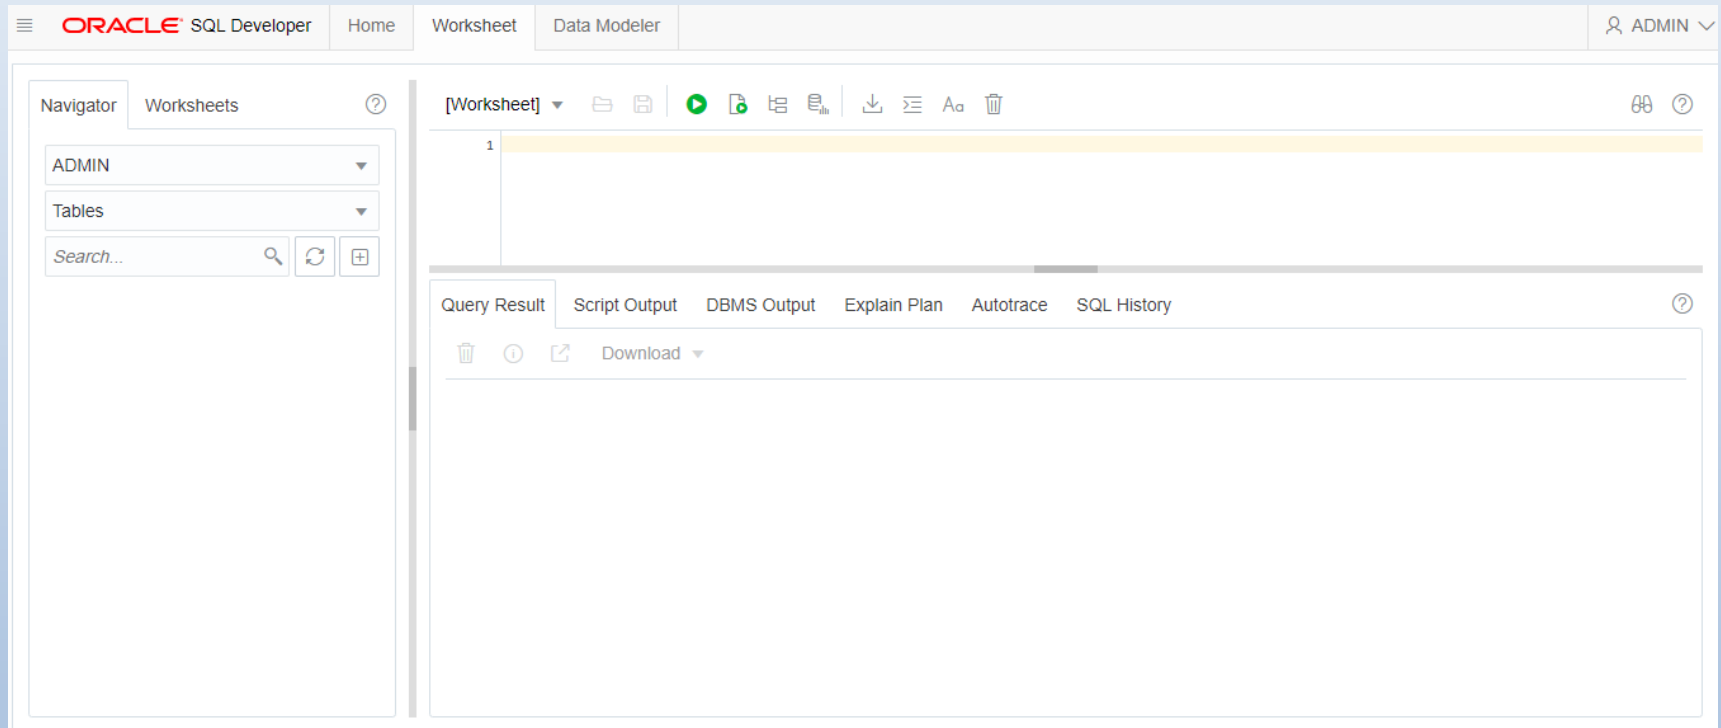 ORACLE SQL Developer Home Worksheet Data Modeler ADMIN
Navigator Worksheets
ADMIN
Tables
Search...
[Worksheet] Aa
1
Query Result Script Output DBMS Output Explain Plan Autotrace SQL History
Download